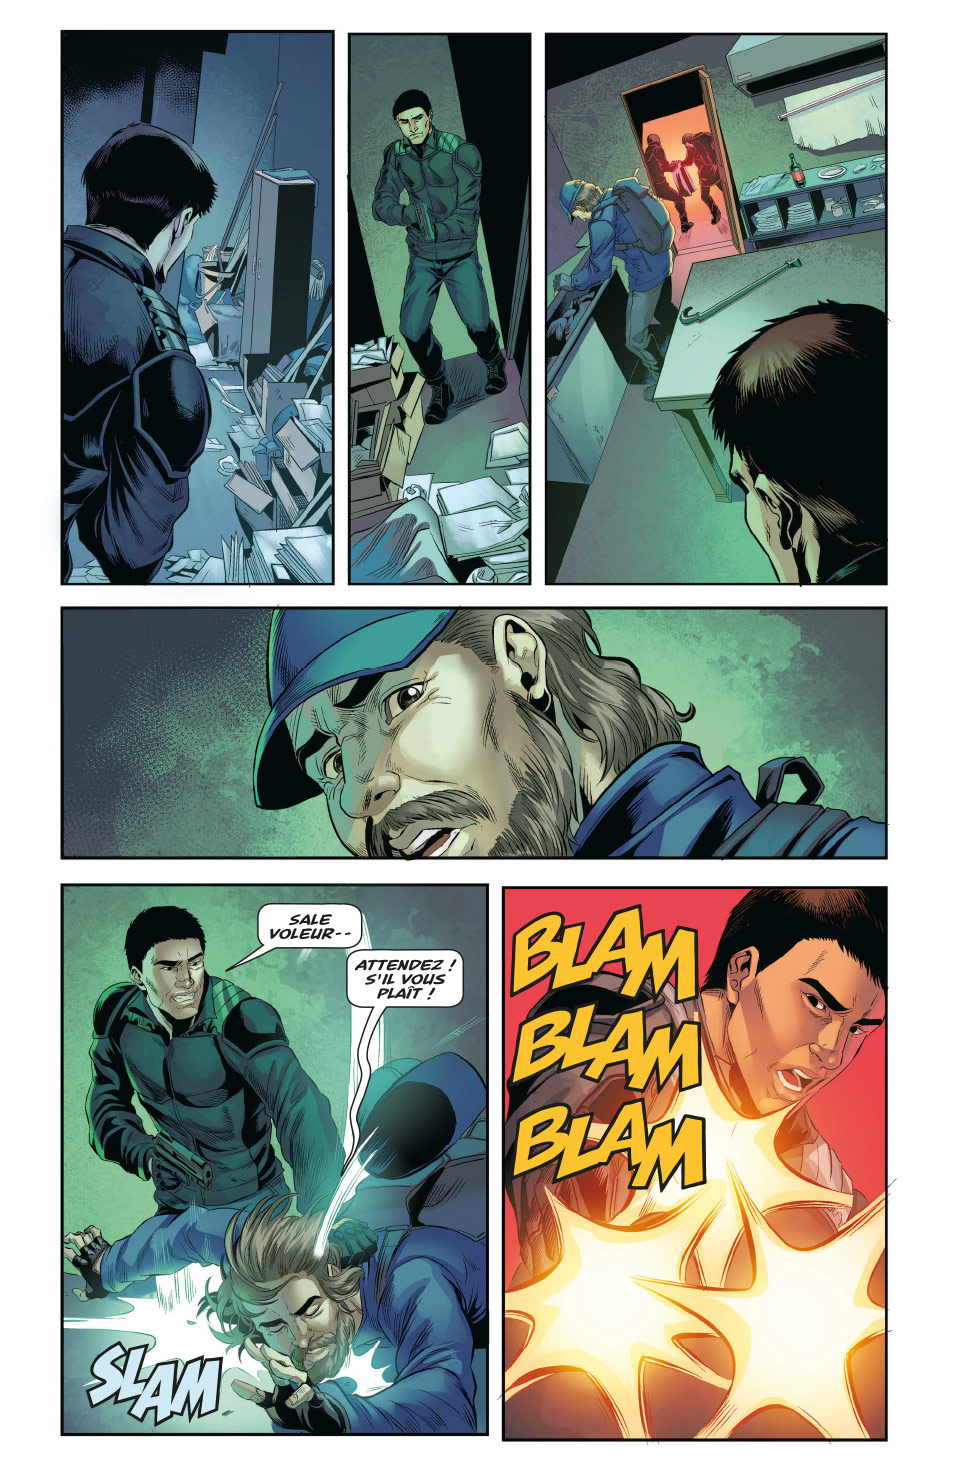 SALE
VOLEUR--
ATTENDEZ !
S'IL VOUS
PLAÎT !
SLAM
BLAM
BLAM
BLAM